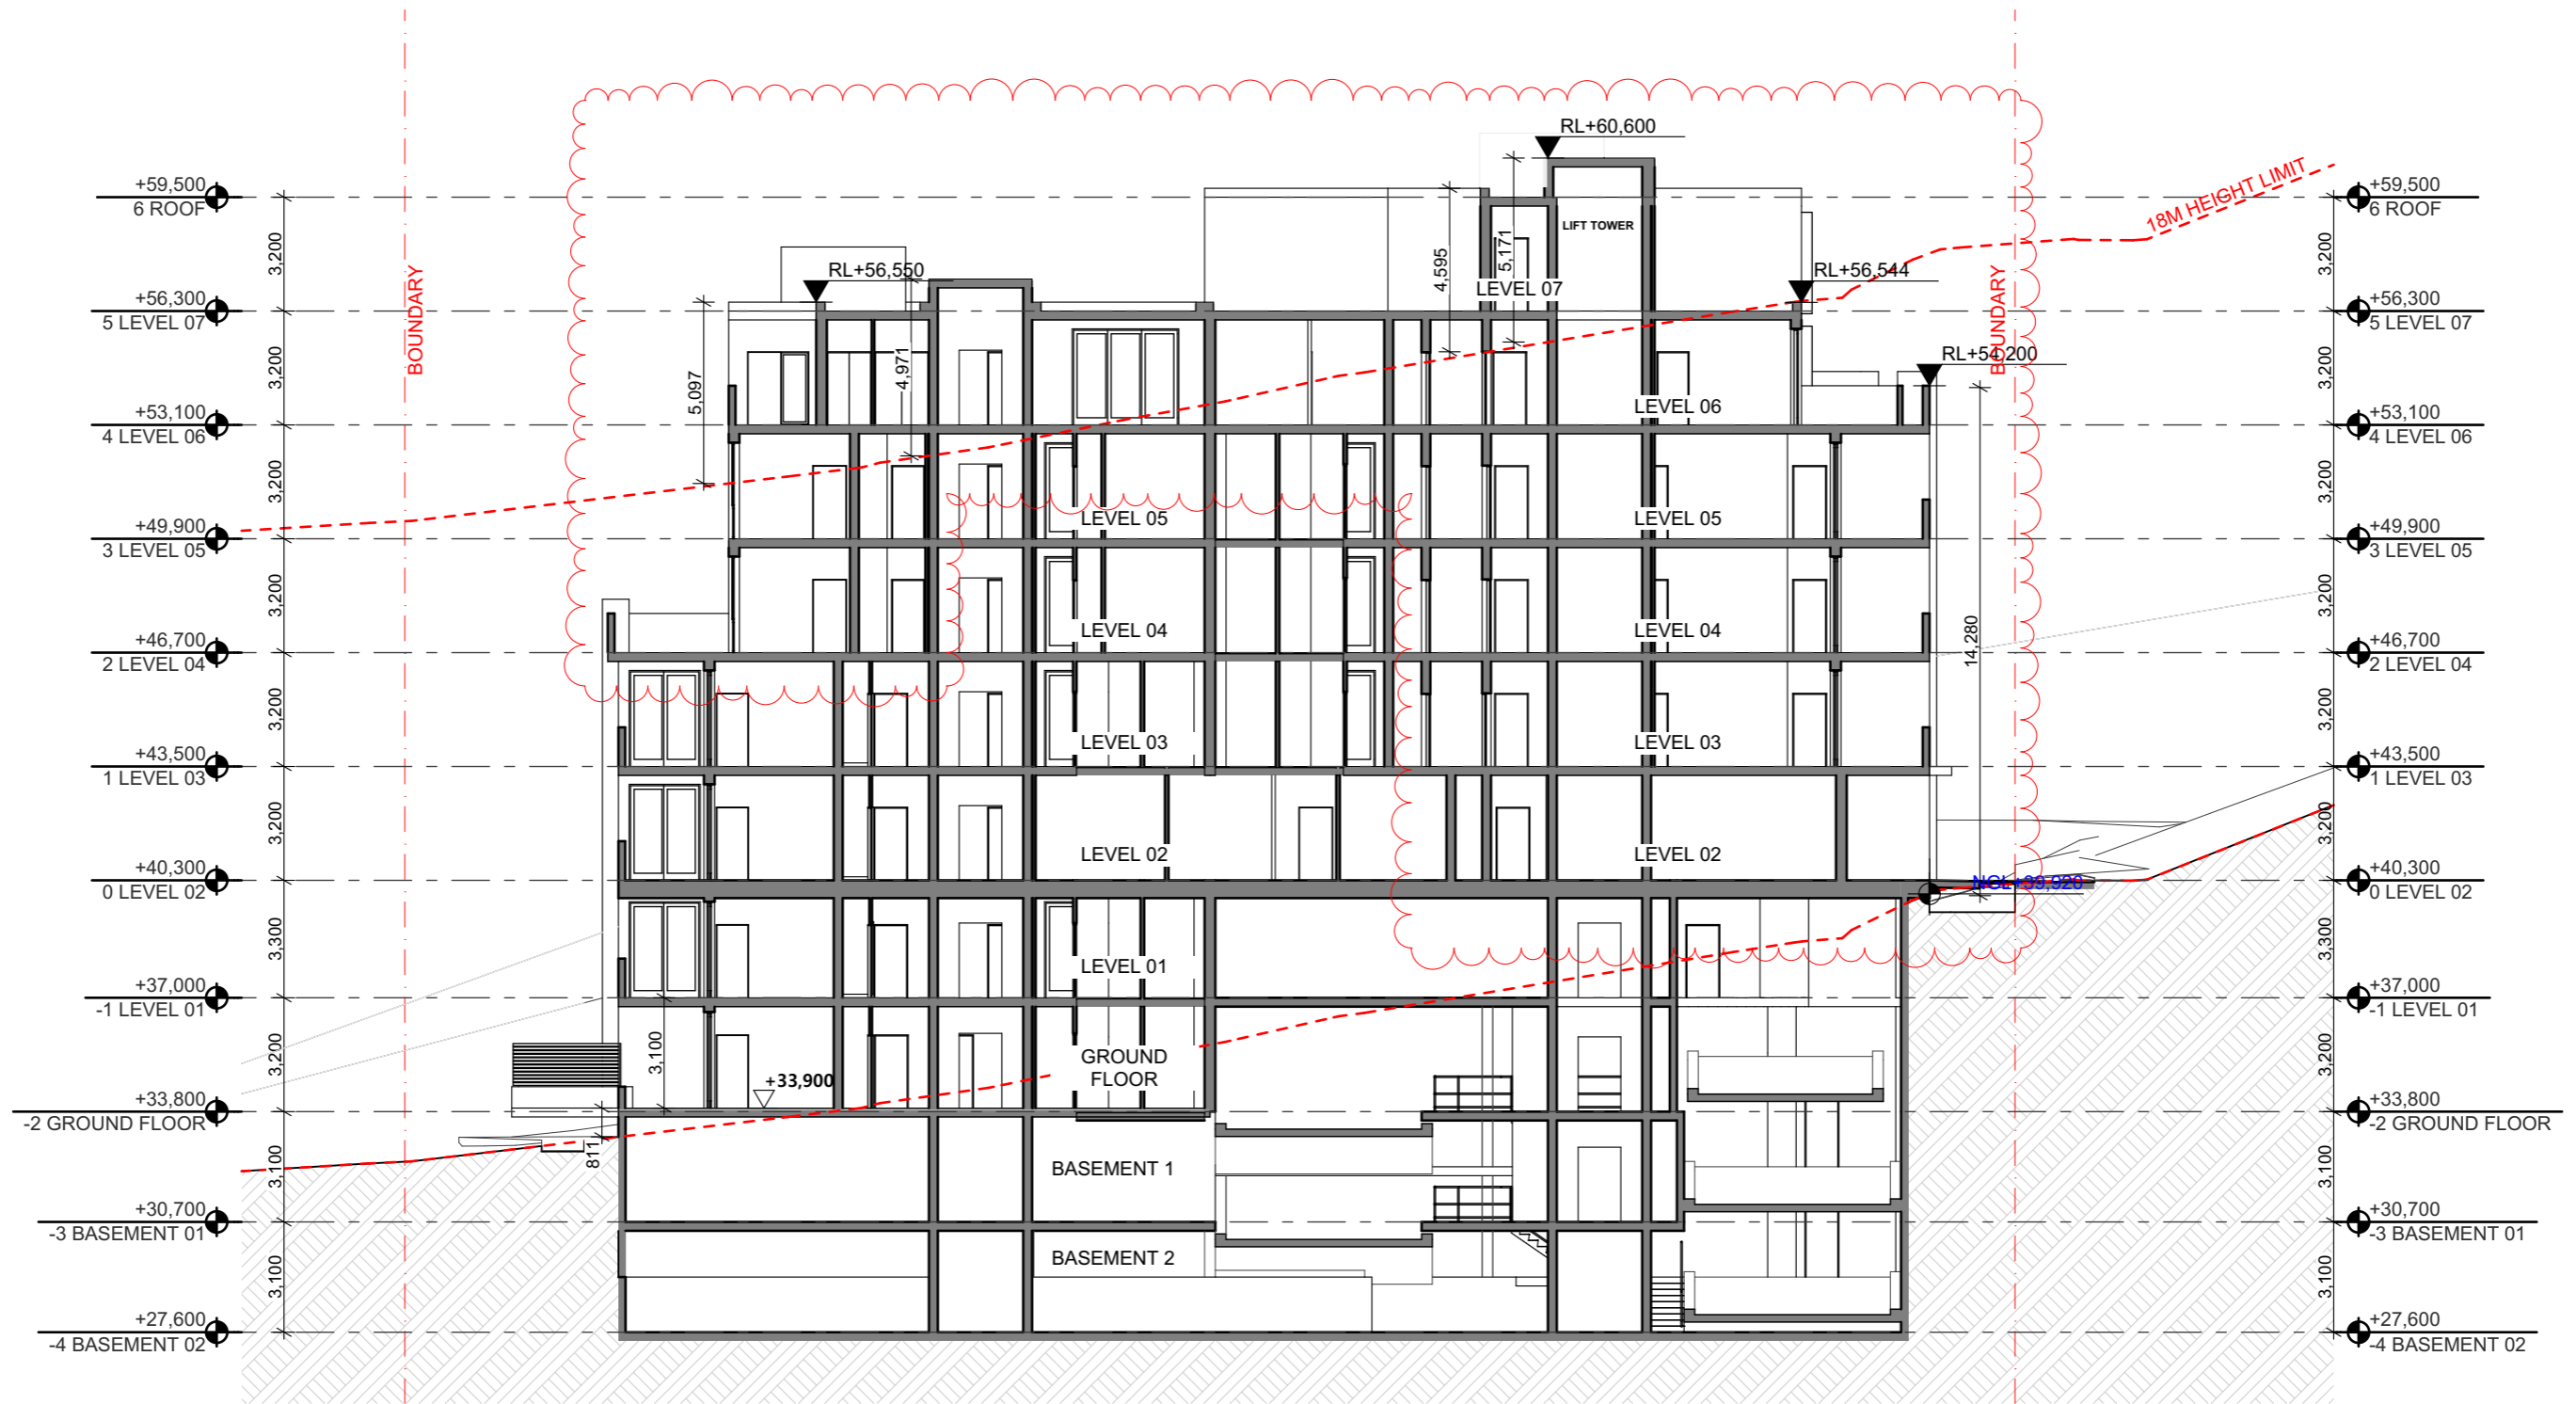 RL+60,600
18M HEIGHT LIMIT
+59,500
6 ROOF
+59,500
6 ROOF
LIFT TOWER
3,200
4,595
5,171
3,200
BOUNDARY
RL+56,550
LEVEL 07
RL+56,544
BOUNDARY
+56,300
5 LEVEL 07
+56,300
5 LEVEL 07
3,200
5,097
4,971
RL+54,200
3,200
+53,100
4 LEVEL 06
LEVEL 06
+53,100
4 LEVEL 06
3,200
3,200
LEVEL 05
LEVEL 05
+49,900
3 LEVEL 05
+49,900
3 LEVEL 05
3,200
3,200
LEVEL 04
LEVEL 04
14,280
+46,700
2 LEVEL 04
+46,700
2 LEVEL 04
3,200
3,200
LEVEL 03
LEVEL 03
+43,500
1 LEVEL 03
+43,500
1 LEVEL 03
3,200
3,200
LEVEL 02
LEVEL 02
+40,300
0 LEVEL 02
NGL+39,920
+40,300
0 LEVEL 02
3,300
3,300
LEVEL 01
+37,000
-1 LEVEL 01
+37,000
-1 LEVEL 01
3,200
3,100
GROUND
FLOOR
3,200
+33,900
+33,800
-2 GROUND FLOOR
+33,800
-2 GROUND FLOOR
811
3,100
BASEMENT 1
3,100
+30,700
-3 BASEMENT 01
+30,700
-3 BASEMENT 01
3,100
BASEMENT 2
3,100
+27,600
-4 BASEMENT 02
+27,600
-4 BASEMENT 02